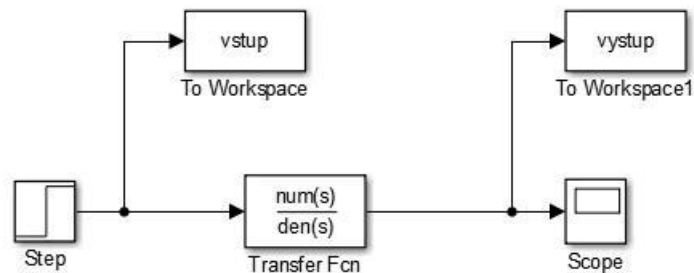 vstup
To Workspace
vystup
To Workspace1
Step
num(s)
den(s)
Transfer Fcn
Scope